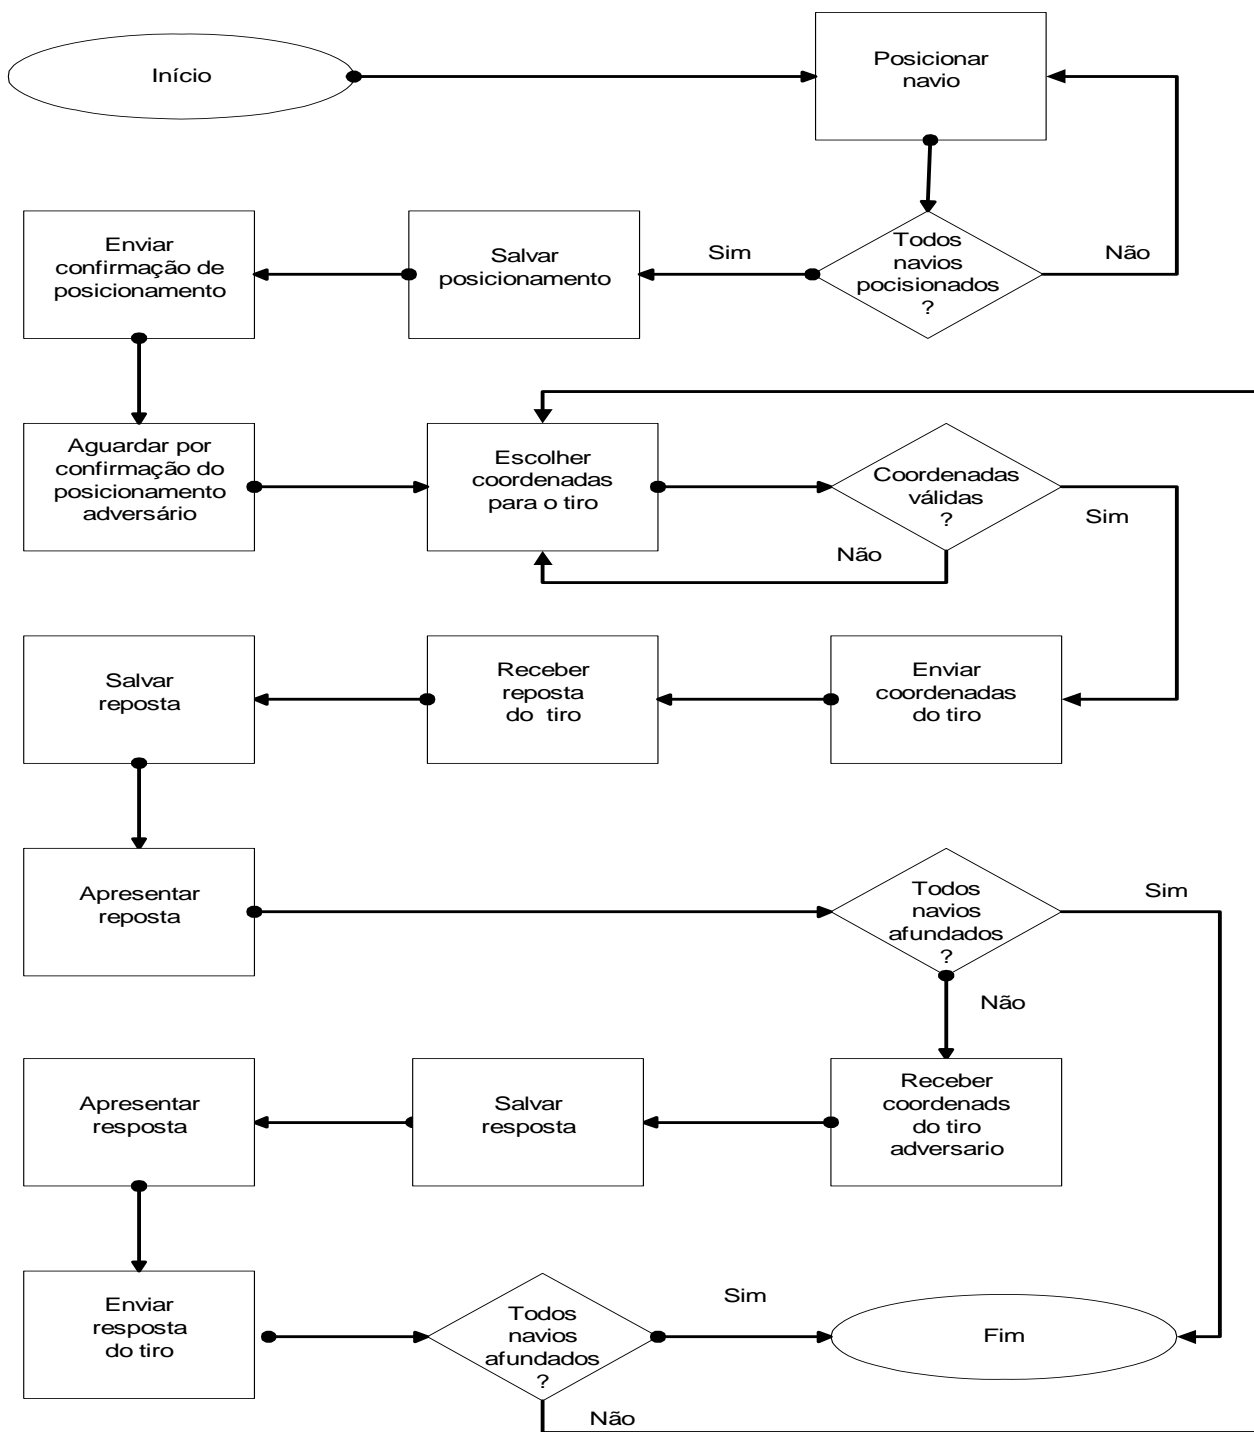 Início
Posicionar
navio
Todos
navios
pocisionados
?
Sim
Não
Salvar
posicionamento
Enviar
confirmação de
posicionamento
Aguardar por
confirmação do
posicionamento
adversário
Escolher
coordenadas
para o tiro
Coordenadas
válidas
?
Sim
Não
Enviar
coordenadas
do tiro
Receber
reposta
do tiro
Salvar
reposta
Apresentar
reposta
Todos
navios
afundados
?
Sim
Não
Receber
coordenads
do tiro
adversario
Salvar
resposta
Apresentar
resposta
Enviar
resposta
do tiro
Todos
navios
afundados
?
Sim
Não
Fim